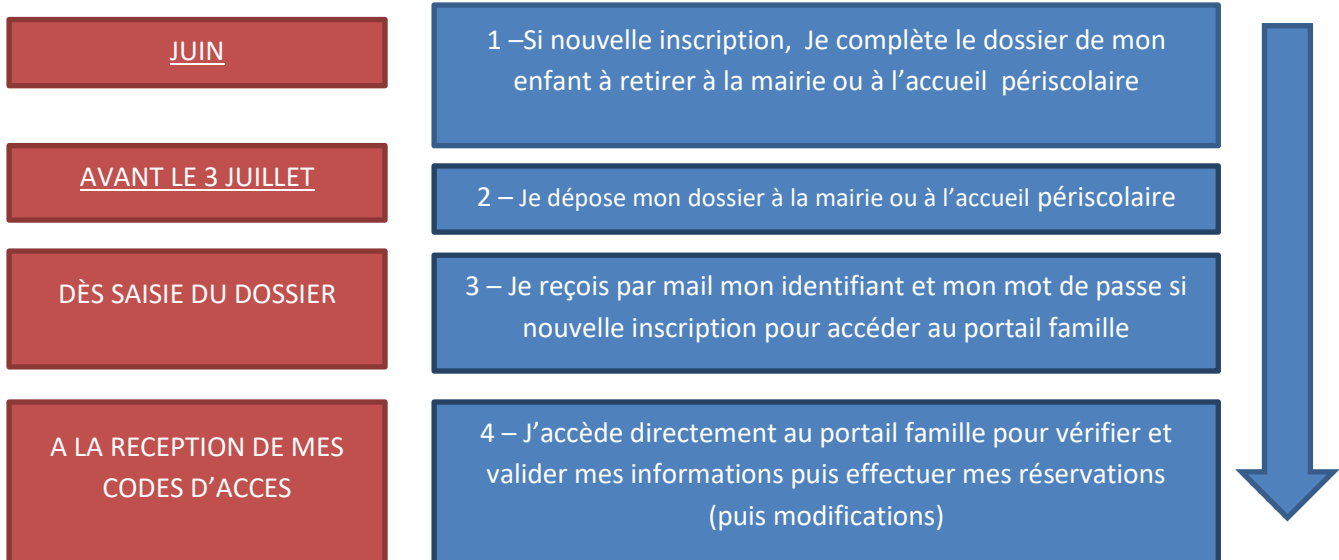 JUIN
1 –Si nouvelle inscription, Je complète le dossier de mon
enfant à retirer à la mairie ou à l’accueil périscolaire
AVANT LE 3 JUILLET
2 – Je dépose mon dossier à la mairie ou à l’accueil périscolaire
DÈS SAISIE DU DOSSIER
3 – Je reçois par mail mon identifiant et mon mot de passe si
nouvelle inscription pour accéder au portail famille
A LA RECEPTION DE MES
CODES D’ACCES
4 – J’accède directement au portail famille pour vérifier et
valider mes informations puis effectuer mes réservations
(puis modifications)